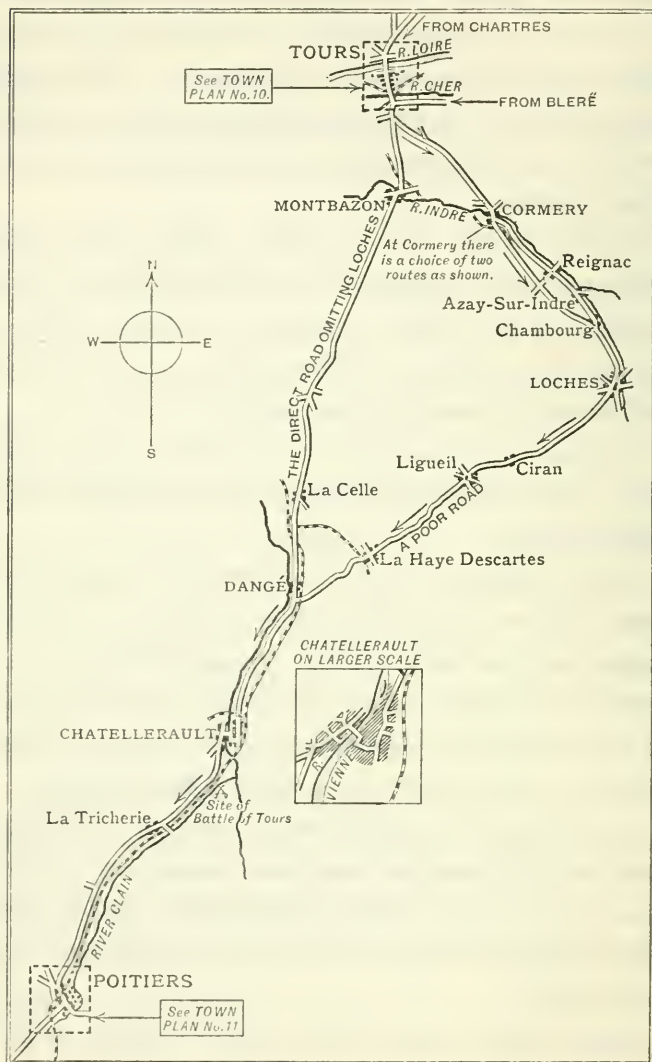 FROM CHARTRES
TOURS
R. LOIRE
See TOWN
PLAN No.10.
R. CHER
FROM BLERË
MONTBAZON
R. INDRE
CORMERY
At Cormery there
is a choice of two
routes as shown.
Reignac
Azay-Sur-Indre
Chambourg
N
W
E
S
THE DIRECT ROAD OMITTING LOCHES
LOCHES
Ligueil
Ciran
La Celle
A POOR ROAD
La Haye Descartes
DANGÉ
CHATELLERAULT
ON LARGER SCALE
R.
VIENNE
CHATELLERAULT
Site of
Battle of Tours
La Tricherie
RIVER CLAIN
POITIERS
See TOWN
PLAN No.11